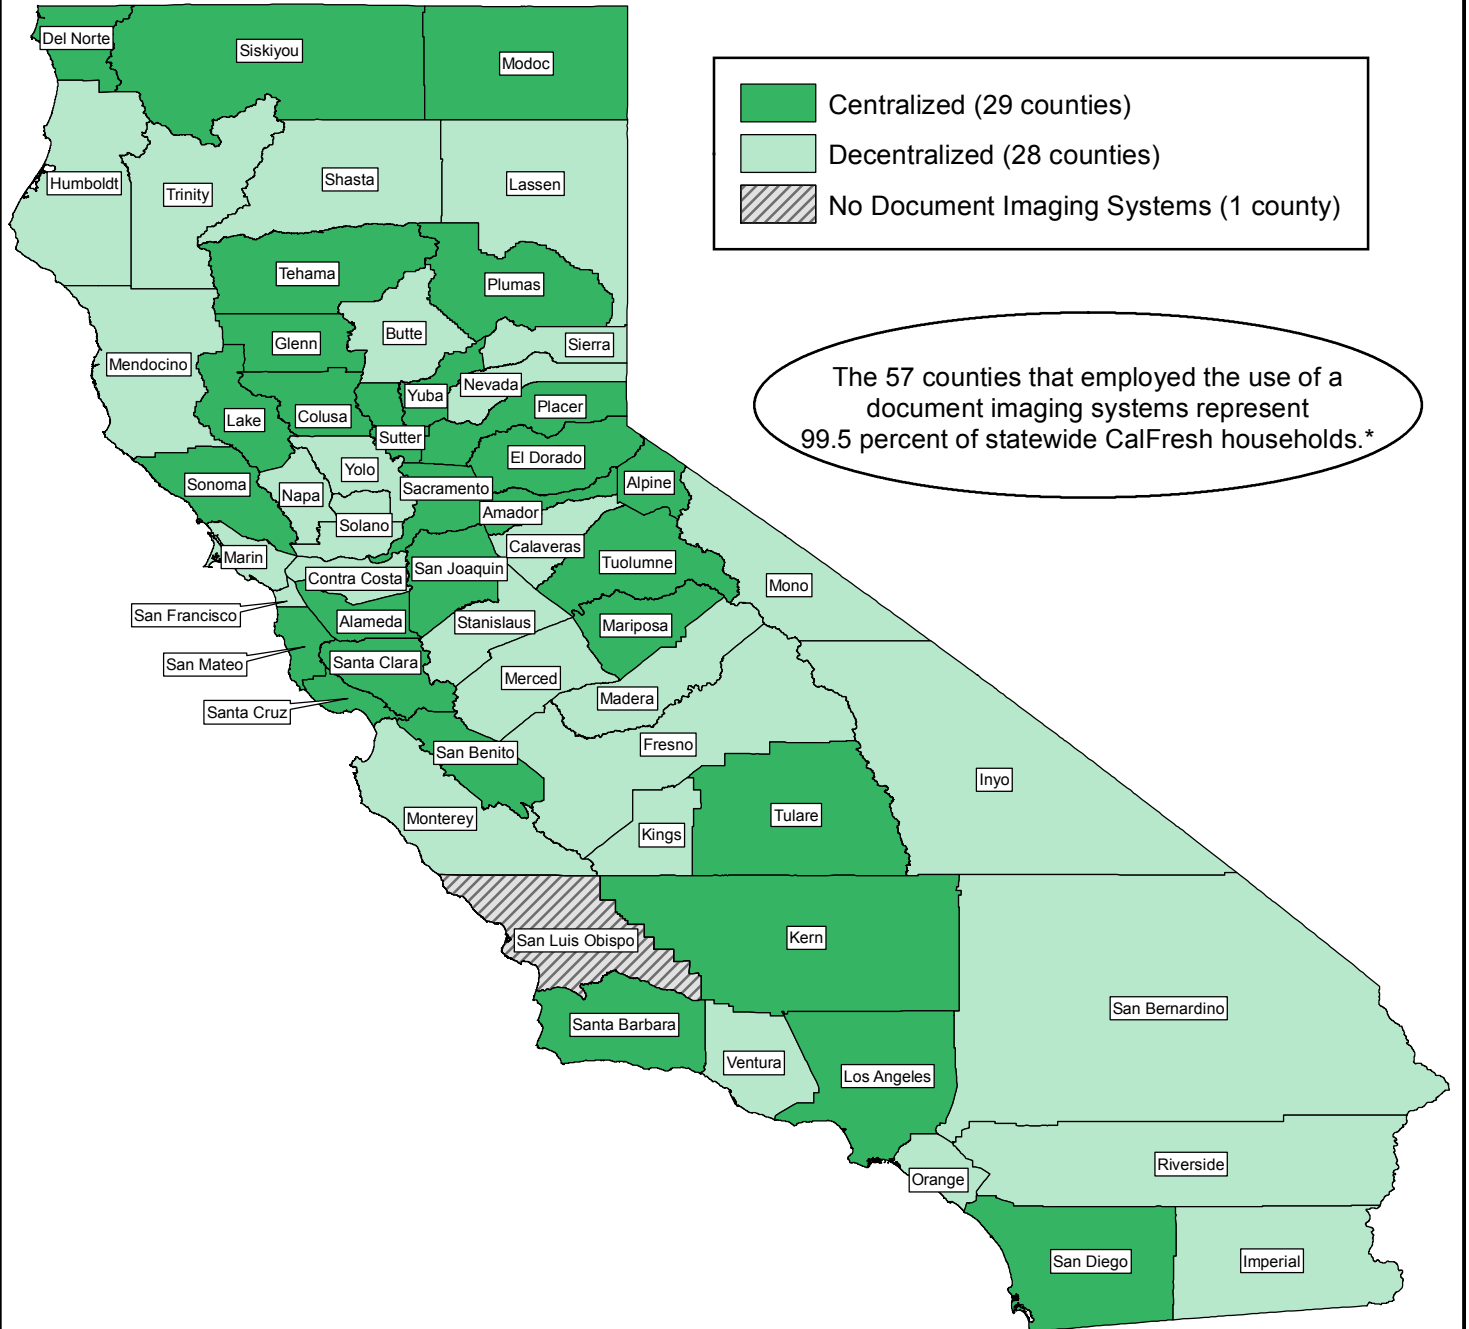 Del Norte
Siskiyou
Modoc
Centralized (29 counties)
Decentralized (28 counties)
No Document Imaging Systems (1 county)
Humboldt
Trinity
Shasta
Lassen
Tehama
Plumas
Glenn
Butte
Sierra
Mendocino
The 57 counties that employed the use of a
document imaging systems represent
99.5 percent of statewide CalFresh households.*
Lake
Colusa
Yuba
Nevada
Placer
Sutter
Sonoma
Napa
Yolo
Sacramento
El Dorado
Alpine
Solano
Amador
Marin
Contra Costa
San Joaquin
Calaveras
Tuolumne
Mono
San Francisco
Alameda
Stanislaus
Mariposa
San Mateo
Santa Clara
Merced
Madera
Santa Cruz
San Benito
Fresno
Inyo
Monterey
Kings
Tulare
San Luis Obispo
Kern
Santa Barbara
San Bernardino
Ventura
Los Angeles
Orange
Riverside
San Diego
Imperial